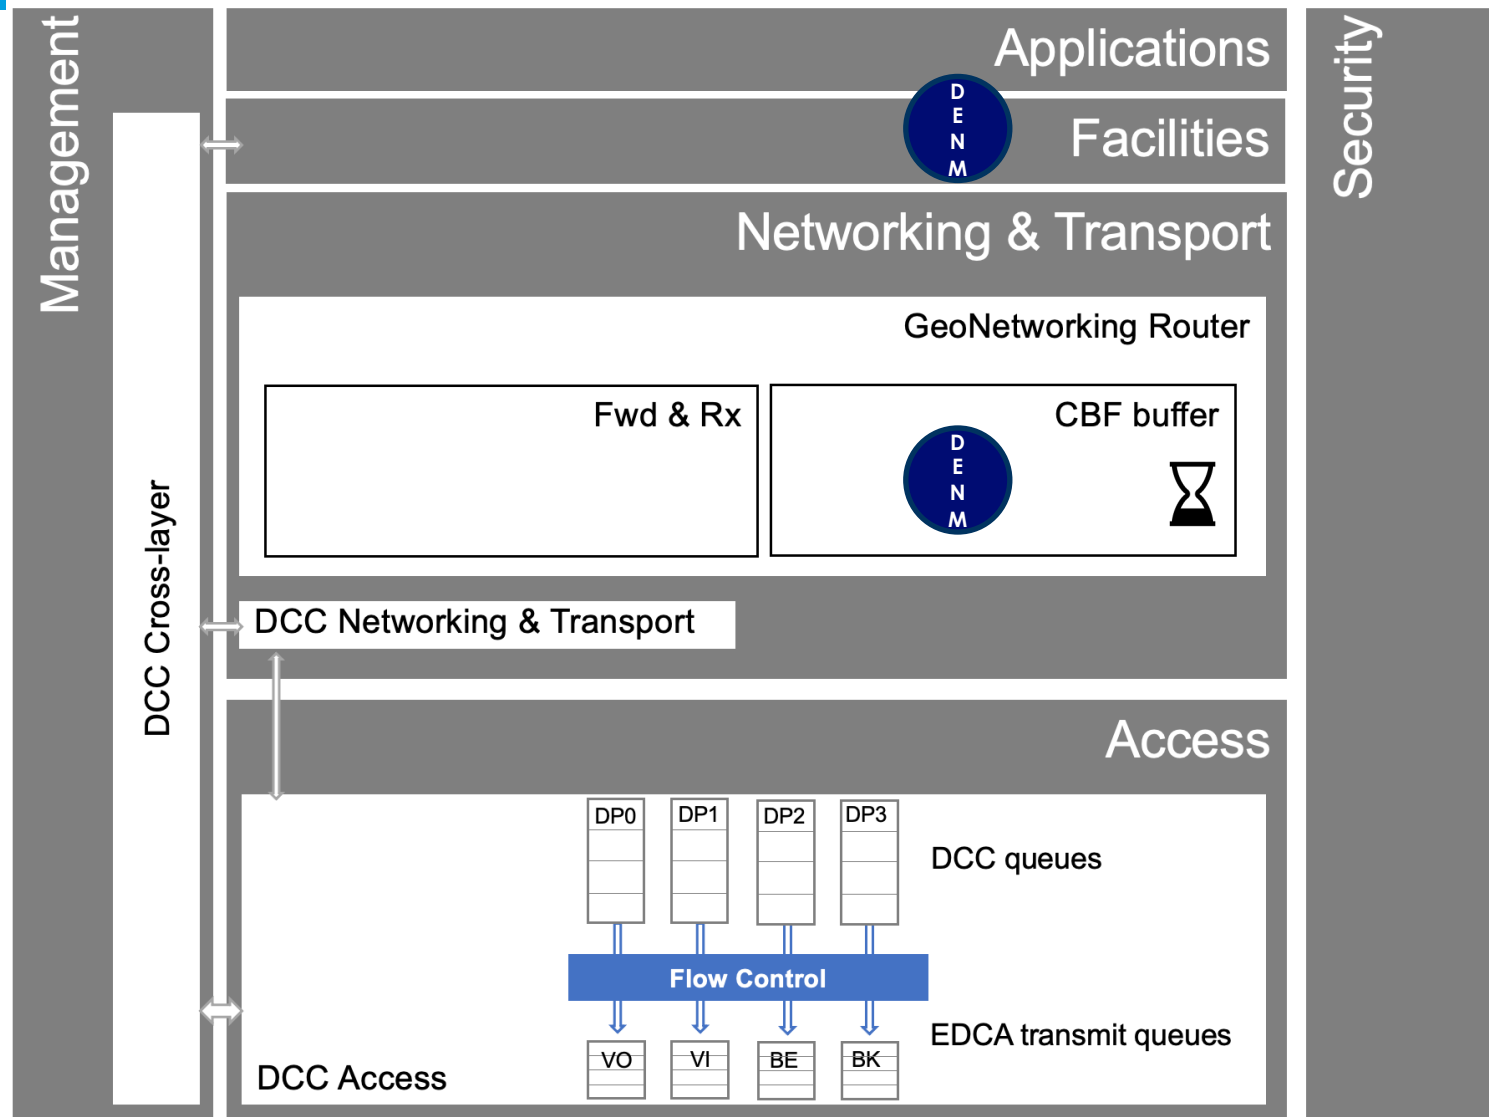 Management
Applications
D
E
N
M
Facilities
Security
Networking & Transport
GeoNetworking Router
Fwd & Rx
CBF buffer
D
E
N
M
DCC Cross-layer
DCC Networking & Transport
Access
DP0 DP1 DP2 DP3
DCC queues
Flow Control
EDCA transmit queues
VO VI BE BK
DCC Access